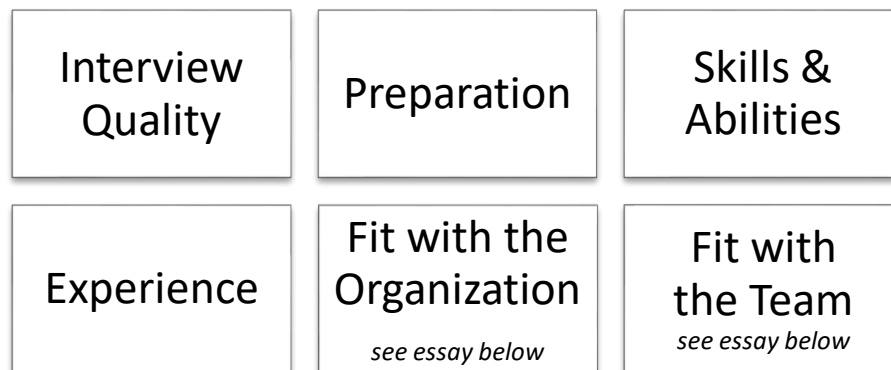 Interview
Quality
Preparation
Skills &
Abilities
Experience
Fit with the
Organization
see essay below
Fit with
the Team
see essay below